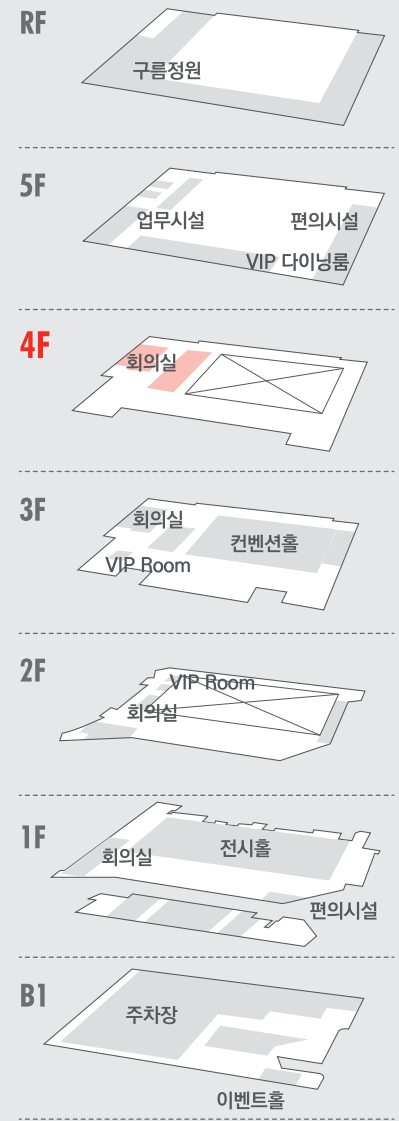 RF
구름정원
5F
업무시설 편의시설
VIP 다이닝룸
4F
회의실
3F
회의실
컨벤션홀
VIP Room
2F
VIP Room
회의실
1F
전시홀
회의실
편의시설
B1
주차장
이벤트홀